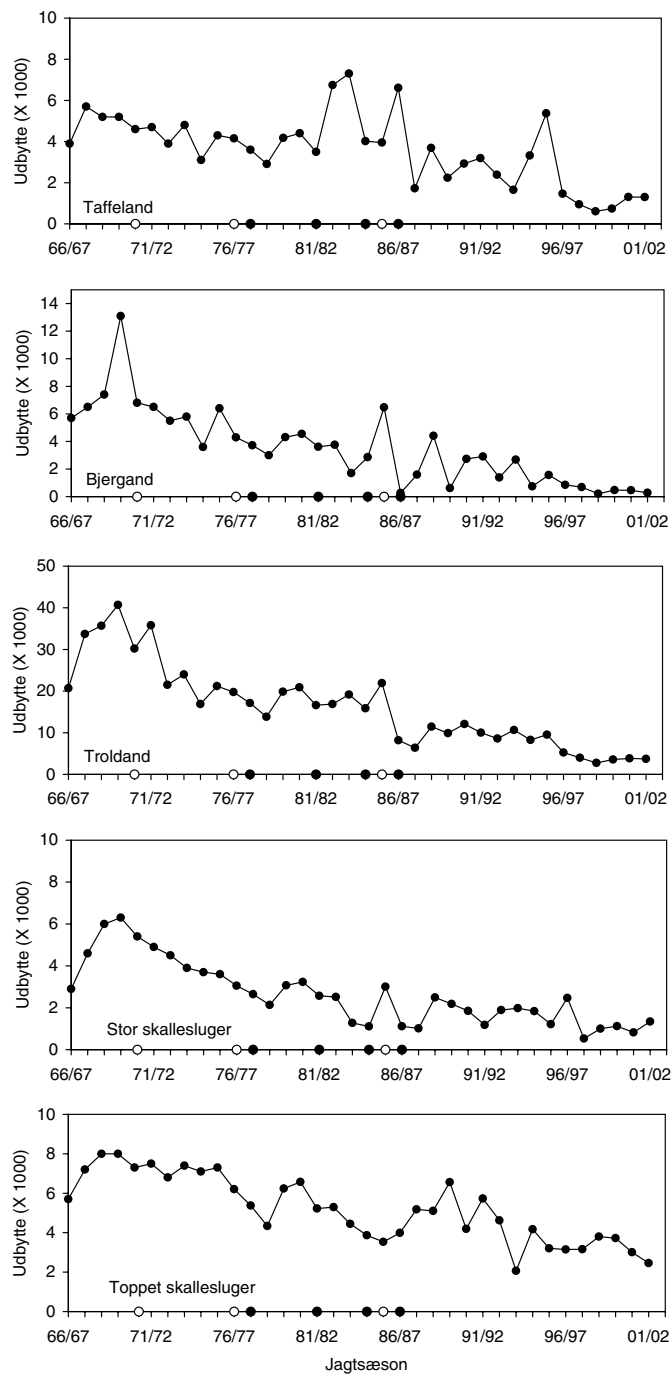 10
8
6
4
2
0
Udbytte (X 1000)
Taffeland
66/67 71/72 76/77 81/82 86/87 91/92 96/97 01/02
14
12
10
8
6
4
2
0
Udbytte (X 1000)
Bjergand
66/67 71/72 76/77 81/82 86/87 91/92 96/97 01/02
50
40
30
20
10
0
Udbytte (X 1000)
Troldand
66/67 71/72 76/77 81/82 86/87 91/92 96/97 01/02
10
8
6
4
2
0
Udbytte (X 1000)
Stor skallesluger
66/67 71/72 76/77 81/82 86/87 91/92 96/97 01/02
10
8
6
4
2
0
Udbytte (X 1000)
Toppet skallesluger
66/67 71/72 76/77 81/82 86/87 91/92 96/97 01/02
Jagtsæson